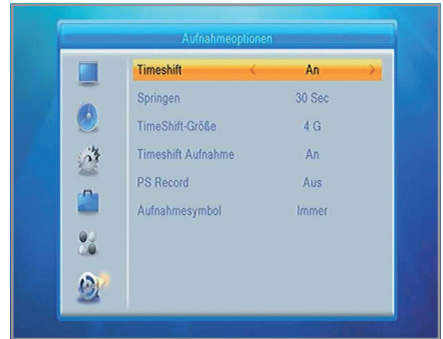 Aufnahmeoptionen
Timeshift An
Springen 30 Sec
TimeShift-Größe 4 G
Timeshift Aufnahme An
PS Record Aus
Aufnahmesymbol Immer